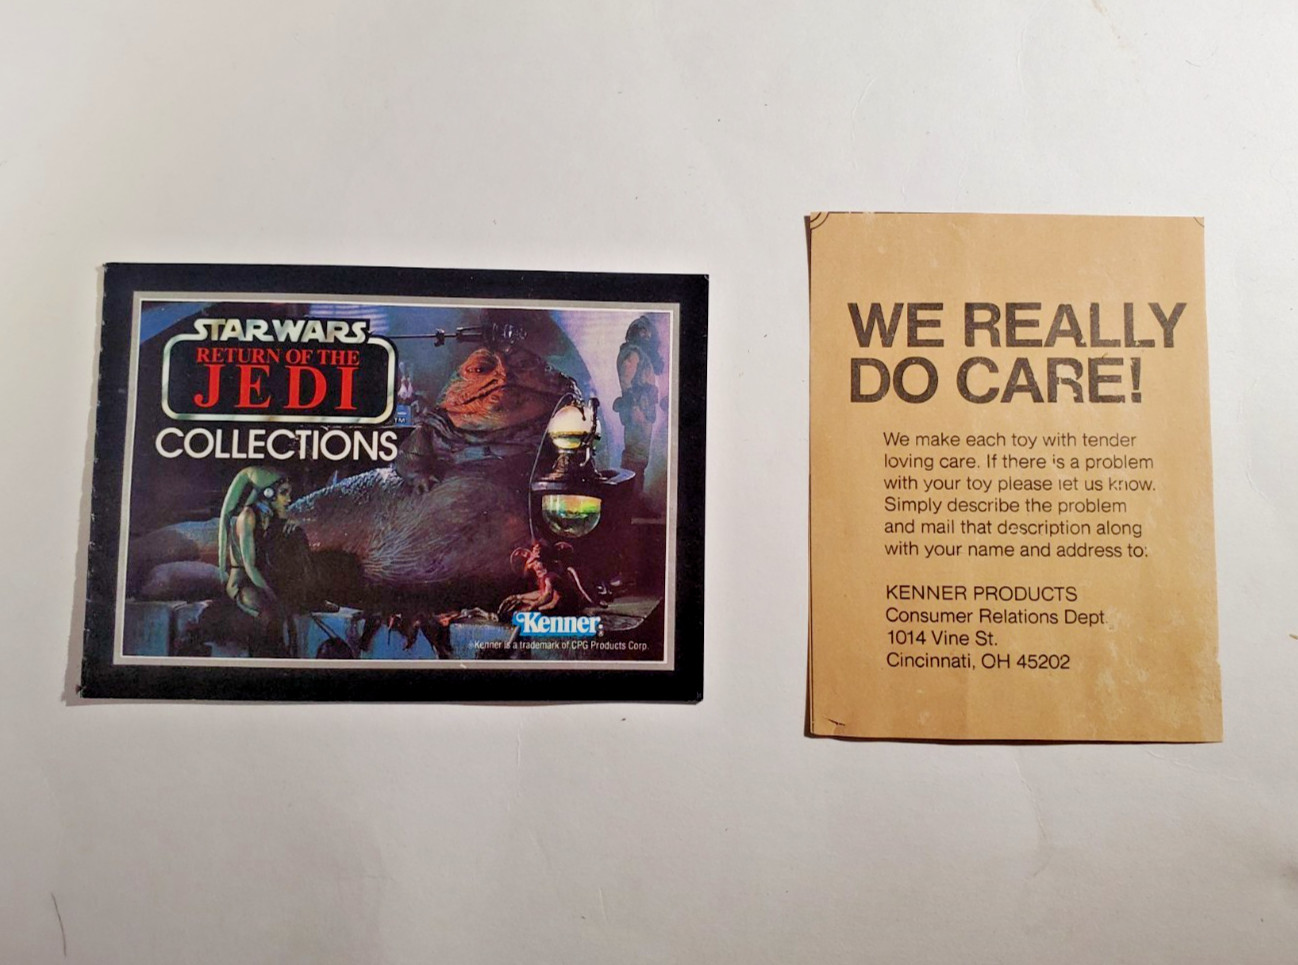 STAR WARS
RETURN OF THE
JEDI
TM
COLLECTIONS
Kenner®
Kenner is a trademark of CPG Products Corp.
WE REALLY
DO CARE!
We make each toy with tender
loving care. If there is a problem
with your toy please let us know.
Simply describe the problem
and mail that description along
with your name and address to:
KENNER PRODUCTS
Consumer Relations Dept.
1014 Vine St.
Cincinnati, OH 45202